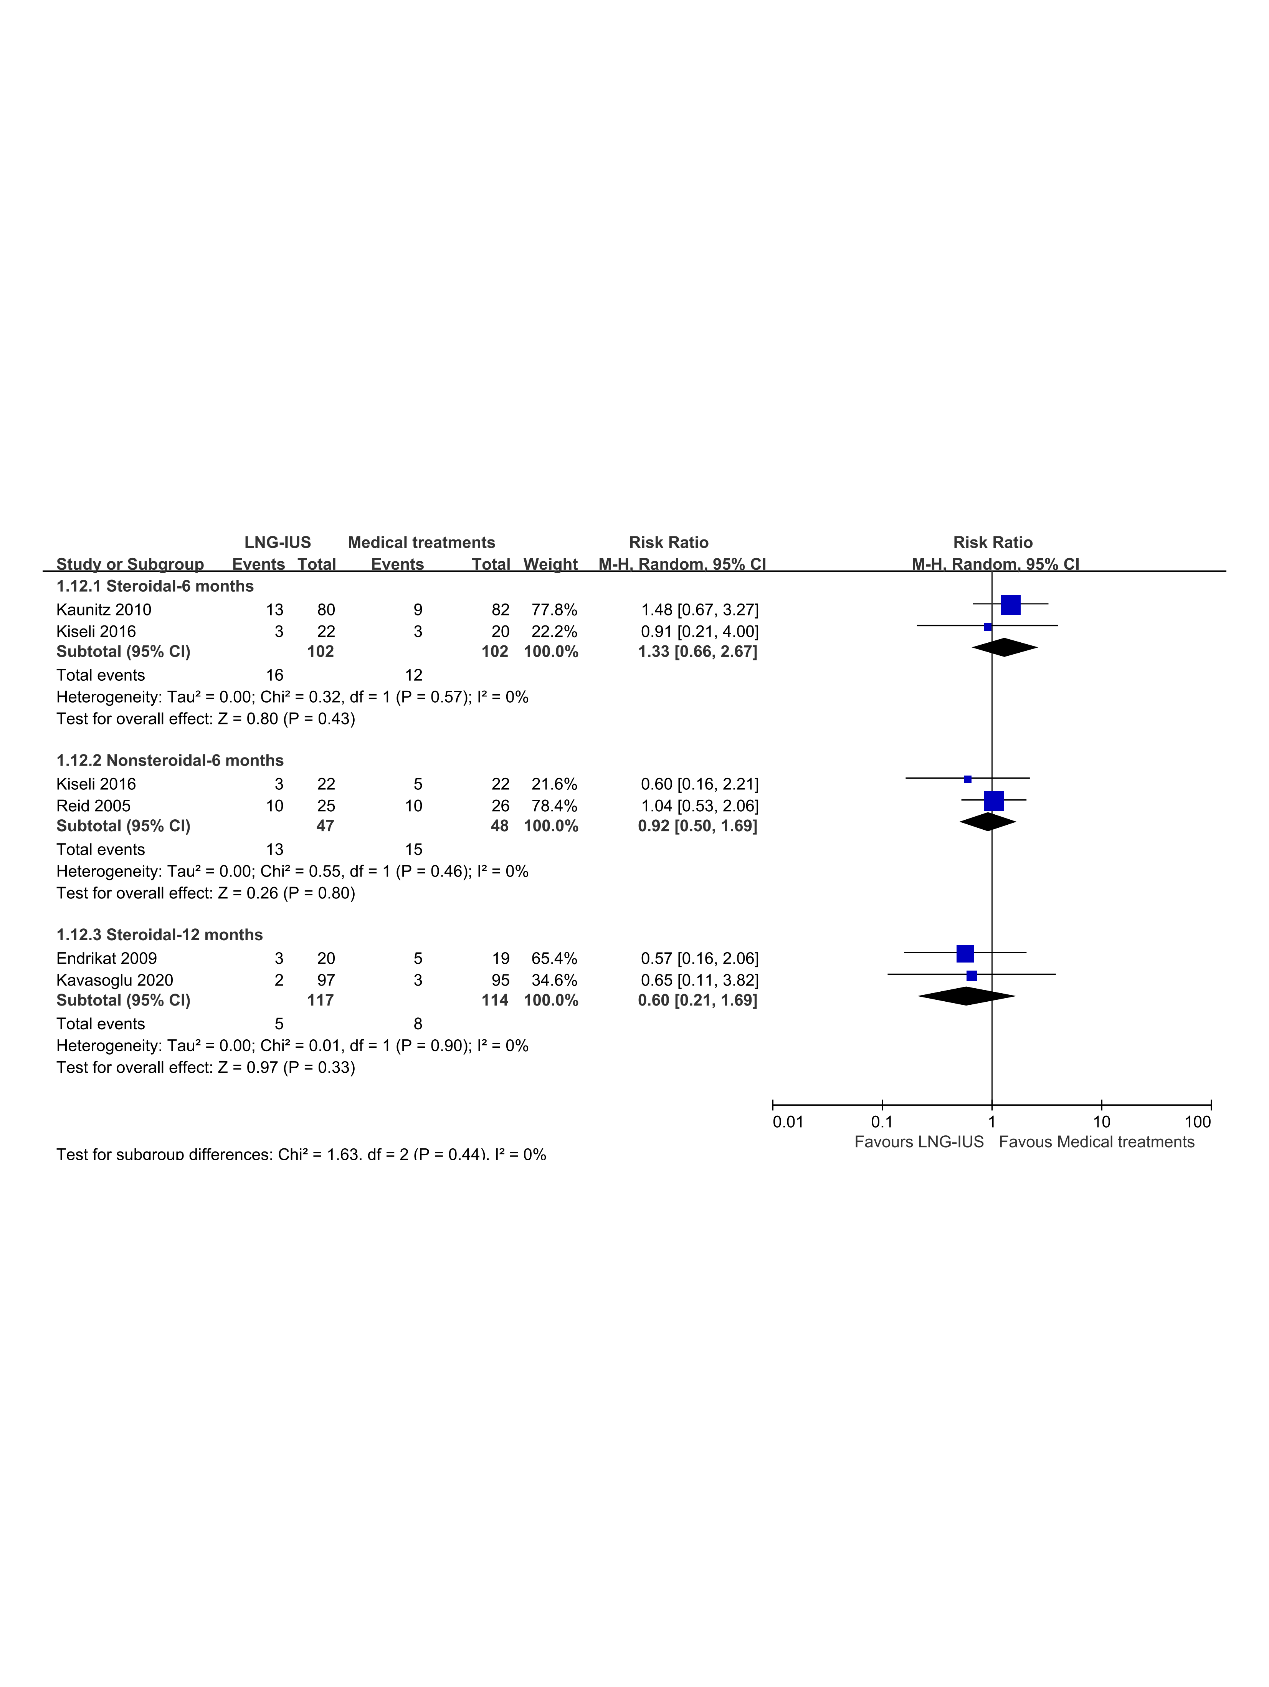 LNG-IUS Medical treatments Risk Ratio Risk Ratio
Study or Subgroup Events Total Events Total Weight M-H, Random, 95% CI M-H, Random, 95% CI
1.12.1 Steroidal-6 months
Kaunitz 2010 13 80 9 82 77.8% 1.48 [0.67, 3.27]
Kiseli 2016 3 22 3 20 22.2% 0.91 [0.21, 4.00]
Subtotal (95% CI) 102 102 100.0% 1.33 [0.66, 2.67]
Total events 16 12
Heterogeneity: Tau² = 0.00; Chi² = 0.32, df = 1 (P = 0.57); I² = 0%
Test for overall effect: Z = 0.80 (P = 0.43)
1.12.2 Nonsteroidal-6 months
Kiseli 2016 3 22 5 22 21.6% 0.60 [0.16, 2.21]
Reid 2005 10 25 10 26 78.4% 1.04 [0.53, 2.06]
Subtotal (95% CI) 47 48 100.0% 0.92 [0.50, 1.69]
Total events 13 15
Heterogeneity: Tau² = 0.00; Chi² = 0.55, df = 1 (P = 0.46); I² = 0%
Test for overall effect: Z = 0.26 (P = 0.80)
1.12.3 Steroidal-12 months
Endrikat 2009 3 20 5 19 65.4% 0.57 [0.16, 2.06]
Kavasoglu 2020 2 97 3 95 34.6% 0.65 [0.11, 3.82]
Subtotal (95% CI) 117 114 100.0% 0.60 [0.21, 1.69]
Total events 5 8
Heterogeneity: Tau² = 0.00; Chi² = 0.01, df = 1 (P = 0.90); I² = 0%
Test for overall effect: Z = 0.97 (P = 0.33)
0.01 0.1 1 10 100
Favours LNG-IUS Favous Medical treatments
Test for subgroup differences: Chi² = 1.63, df = 2 (P = 0.44), I² = 0%